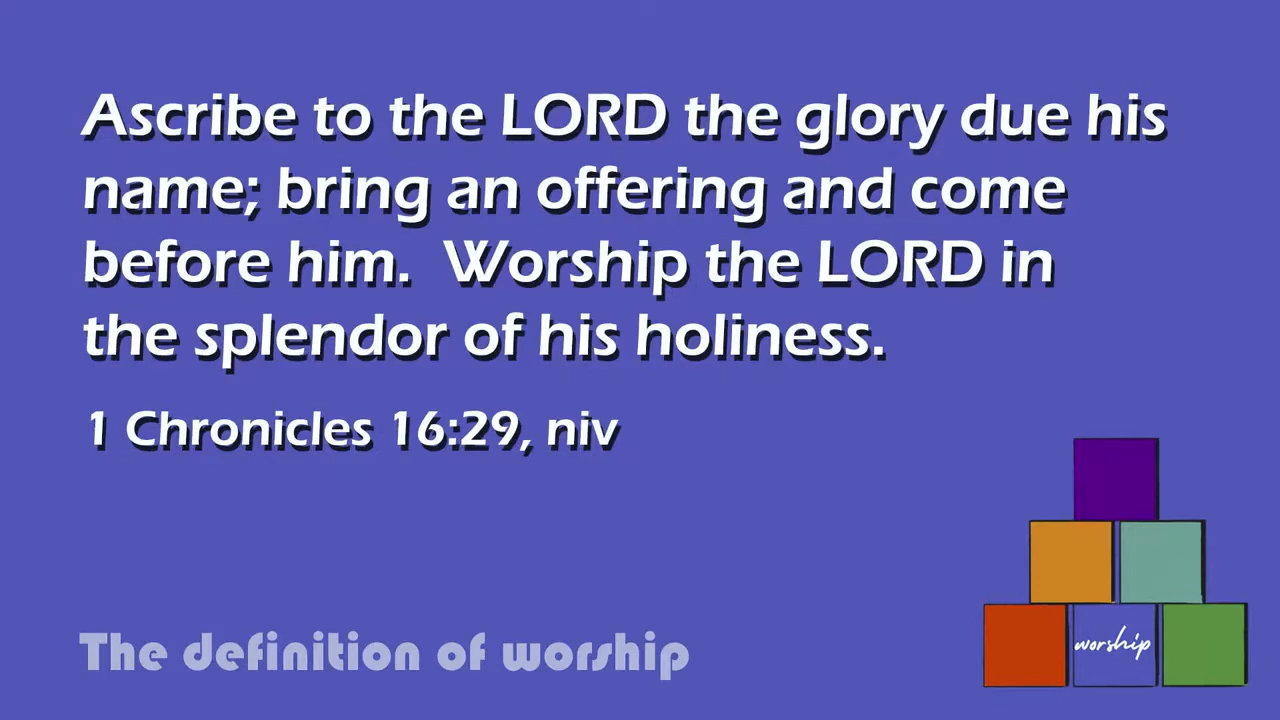 Ascribe to the LORD the glory due his
name; bring an offering and come
before him.  Worship the LORD in
the splendor of his holiness.
1 Chronicles 16:29, niv
The definition of worship
worship